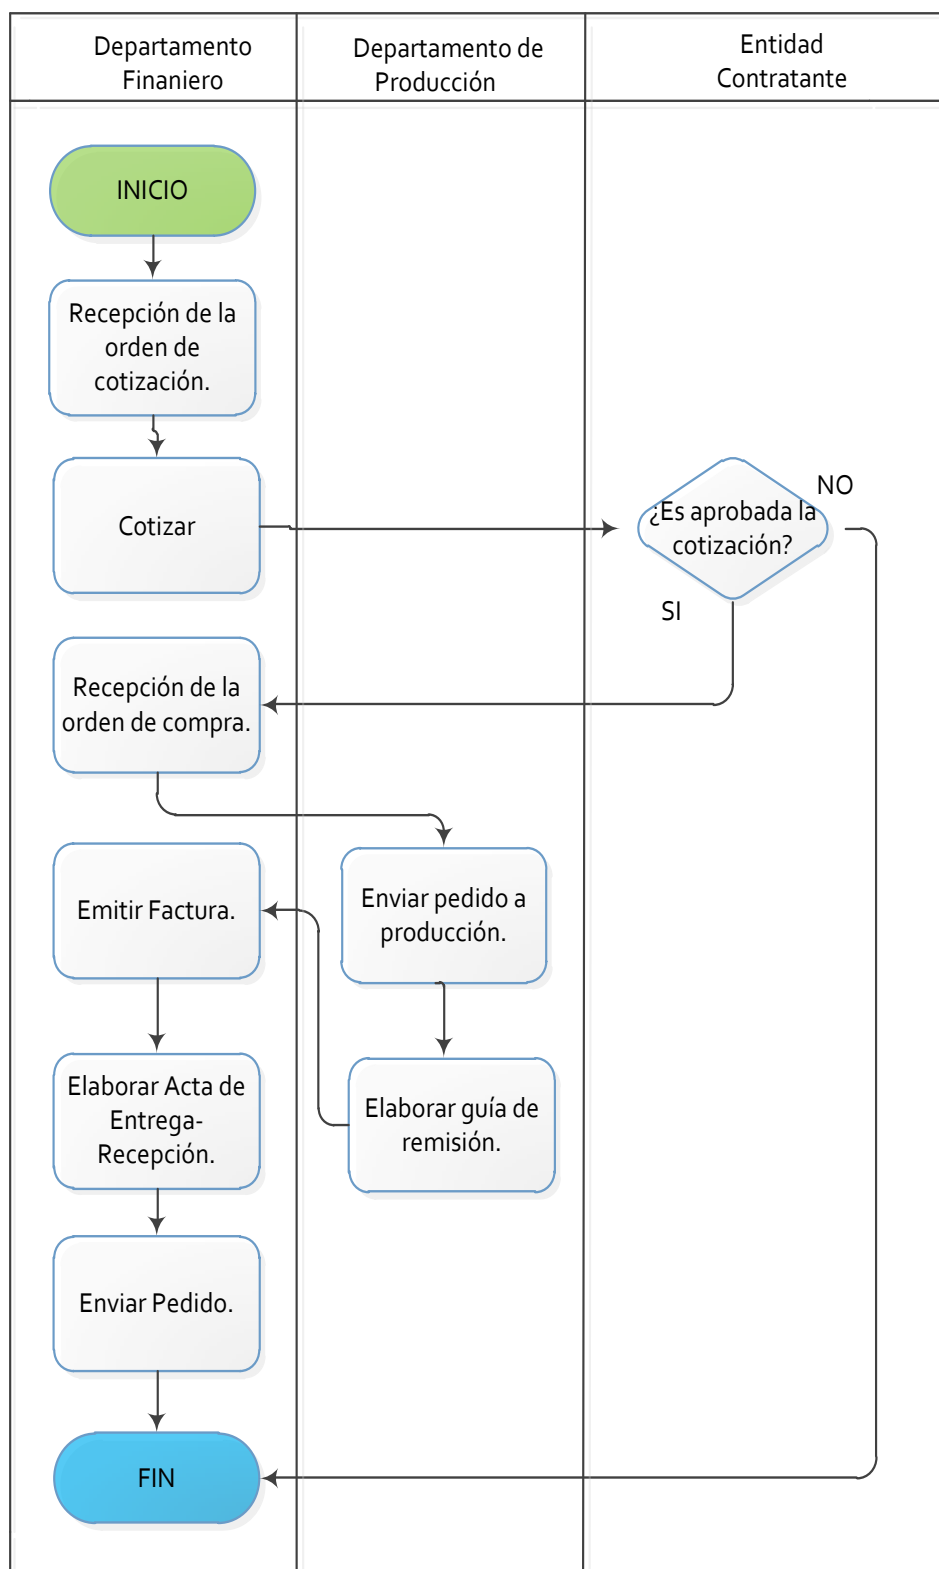 Departamento
Finaniero
Departamento de
Producción
Entidad
Contratante
INICIO
Recepción de la
orden de
cotización.
Cotizar
¿Es aprobada la
cotización?
NO
SI
Recepción de la
orden de compra.
Emitir Factura.
Enviar pedido a
producción.
Elaborar Acta de
Entrega-
Recepción.
Elaborar guía de
remisión.
Enviar Pedido.
FIN